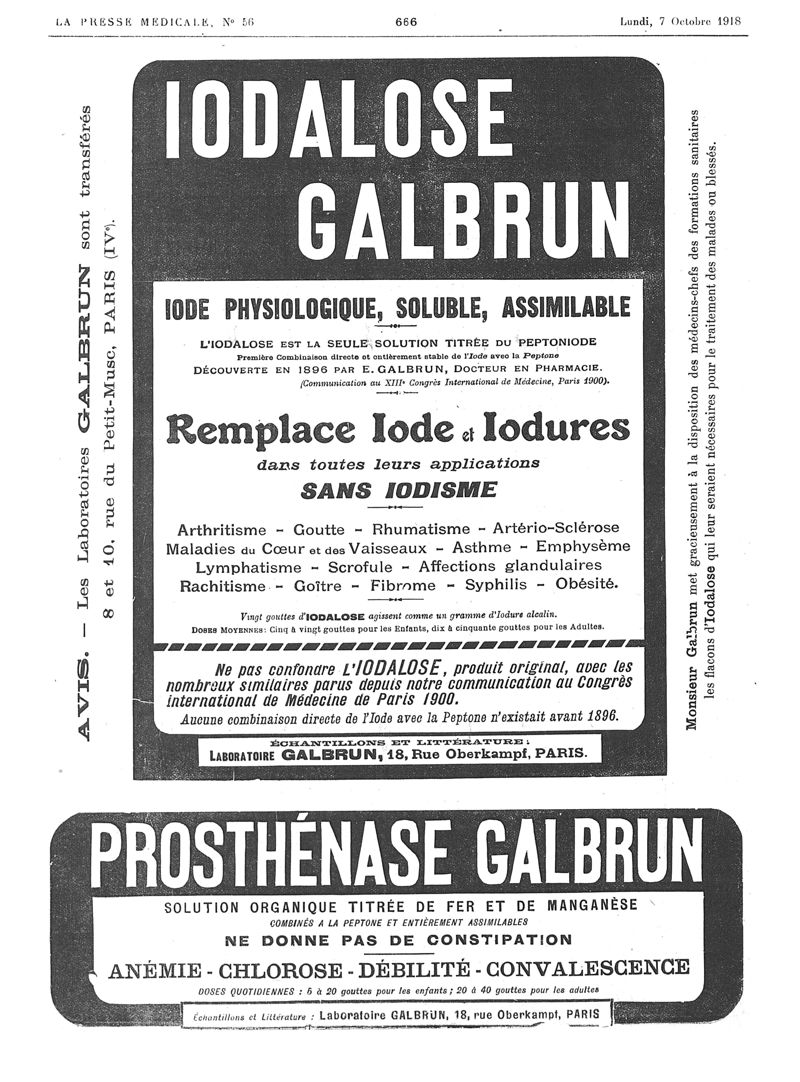 LA PRESSE MÉDICALE, N° 56
666
Lundi, 7 Octobre 1918
AVIS. — Les Laboratoires GALBRUN sont transférés
8 et 10, rue du Petit-Musc, PARIS (IVe).
IODALOSE
GALBRUN
IODE PHYSIOLOGIQUE, SOLUBLE, ASSIMILABLE
L'IODALOSE EST LA SEULE SOLUTION TITRÉE DU PEPTONIODE
Première Combinaison directe et entièrement stable de l'Iode avec la Peptone
DÉCOUVERTE EN 1896 PAR E. GALBRUN, DOCTEUR EN PHARMACIE.
(Communication au XIIIe Congrès International de Médecine, Paris 1900).
Remplace Iode et Iodures
dans toutes leurs applications
SANS IODISME
Arthritisme - Goutte - Rhumatisme - Artério-Sclérose
Maladies du Cœur et des Vaisseaux - Asthme - Emphysème
Lymphatisme - Scrofule - Affections glandulaires
Rachitisme - Goître - Fibrome - Syphilis - Obésité.
Vingt gouttes d'IODALOSE agissent comme un gramme d'Iodure alcalin.
DOSES MOYENNES: Cinq à vingt gouttes pour les Enfants, dix à cinquante gouttes pour les Adultes.
Ne pas confondre L'IODALOSE, produit original, avec les
nombreux similaires parus depuis notre communication au Congrès
international de Médecine de Paris 1900.
Aucune combinaison directe de l'Iode avec la Peptone n'existait avant 1896.
ÉCHANTILLONS ET LITTÉRATURE:
LABORATOIRE GALBRUN, 18, Rue Oberkampf, PARIS.
Monsieur Galbrun met gracieusement à la disposition des médecins-chefs des formations sanitaires
les flacons d'Iodalose qui leur seraient nécessaires pour le traitement des malades ou blessés.
PROSTHÉNASE GALBRUN
SOLUTION ORGANIQUE TITRÉE DE FER ET DE MANGANÈSE
COMBINÉS A LA PEPTONE ET ENTIÈREMENT ASSIMILABLES
NE DONNE PAS DE CONSTIPATION
ANÉMIE - CHLOROSE - DÉBILITÉ - CONVALESCENCE
DOSES QUOTIDIENNES : 5 à 20 gouttes pour les enfants ; 20 à 40 gouttes pour les adultes
Échantillons et Littérature : Laboratoire GALBRUN, 18, rue Oberkampf, PARIS